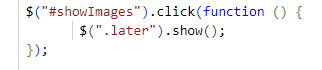 $("#showImages").click(function () {
$(".later").show();
});